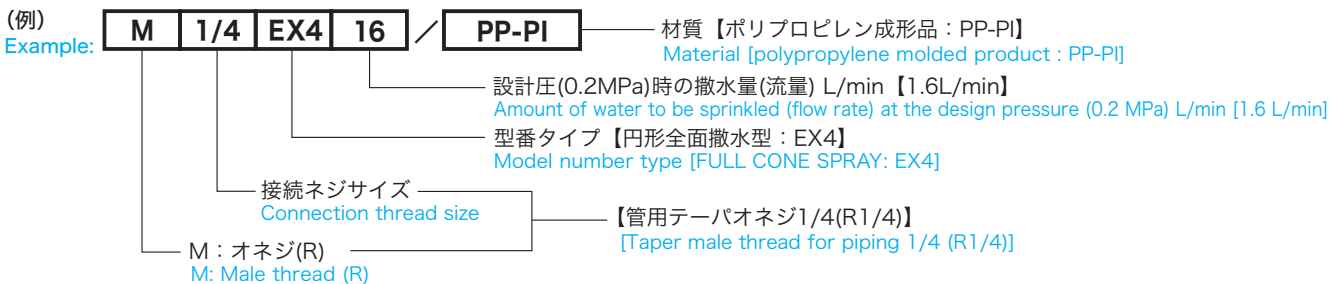 (例)
Example:
M 1/4 EX4 16 / PP-PI
材質【ポリプロピレン成形品：PP-PI】
Material [polypropylene molded product : PP-PI]
設計圧(0.2MPa)時の撒水量(流量) L/min【1.6L/min】
Amount of water to be sprinkled (flow rate) at the design pressure (0.2 MPa) L/min [1.6 L/min]
型番タイプ【円形全面撒水型：EX4】
Model number type [FULL CONE SPRAY: EX4]
接続ネジサイズ
Connection thread size
【管用テーパオネジ1/4(R1/4)】
[Taper male thread for piping 1/4 (R1/4)]
M：オネジ(R)
M: Male thread (R)